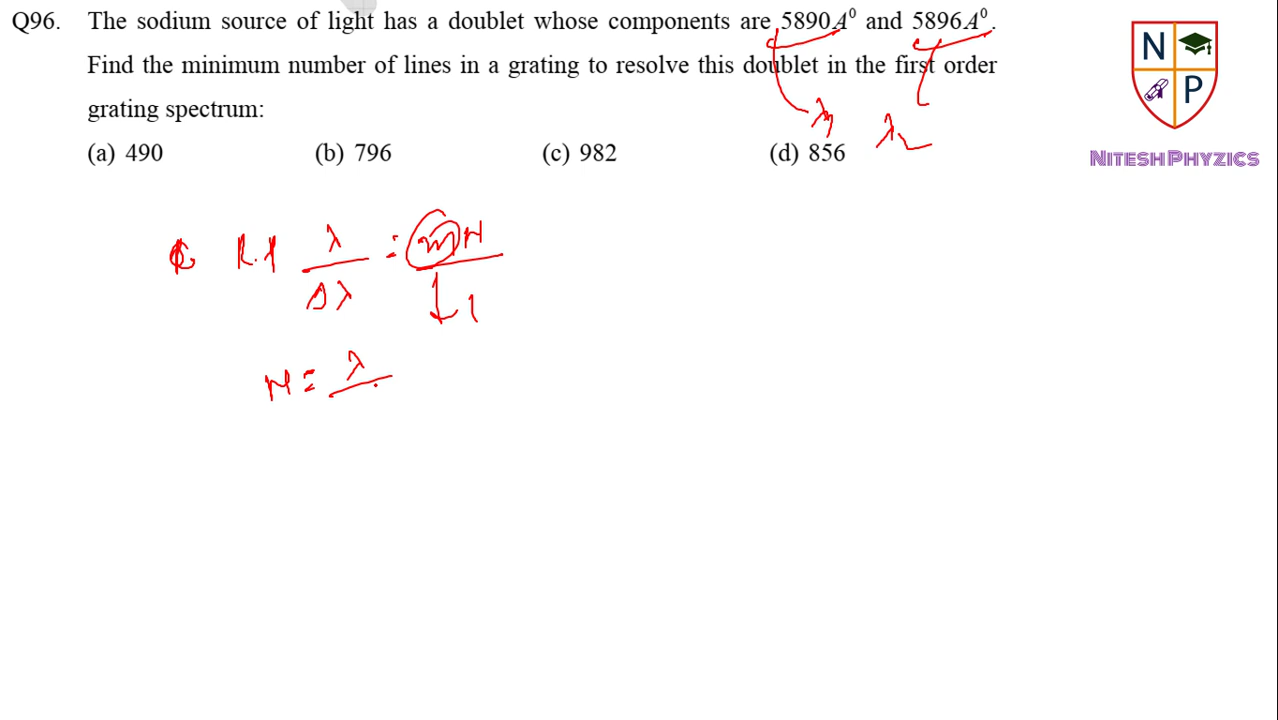 Q96. The sodium source of light has a doublet whose components are 5890A⁰ and 5896A⁰.
Find the minimum number of lines in a grating to resolve this doublet in the first order
grating spectrum:
(a) 490 (b) 796 (c) 982 (d) 856
N P
NITESHPHYZICS
λ₁ λ₂
λ/Δλ = mN
1
N = λ